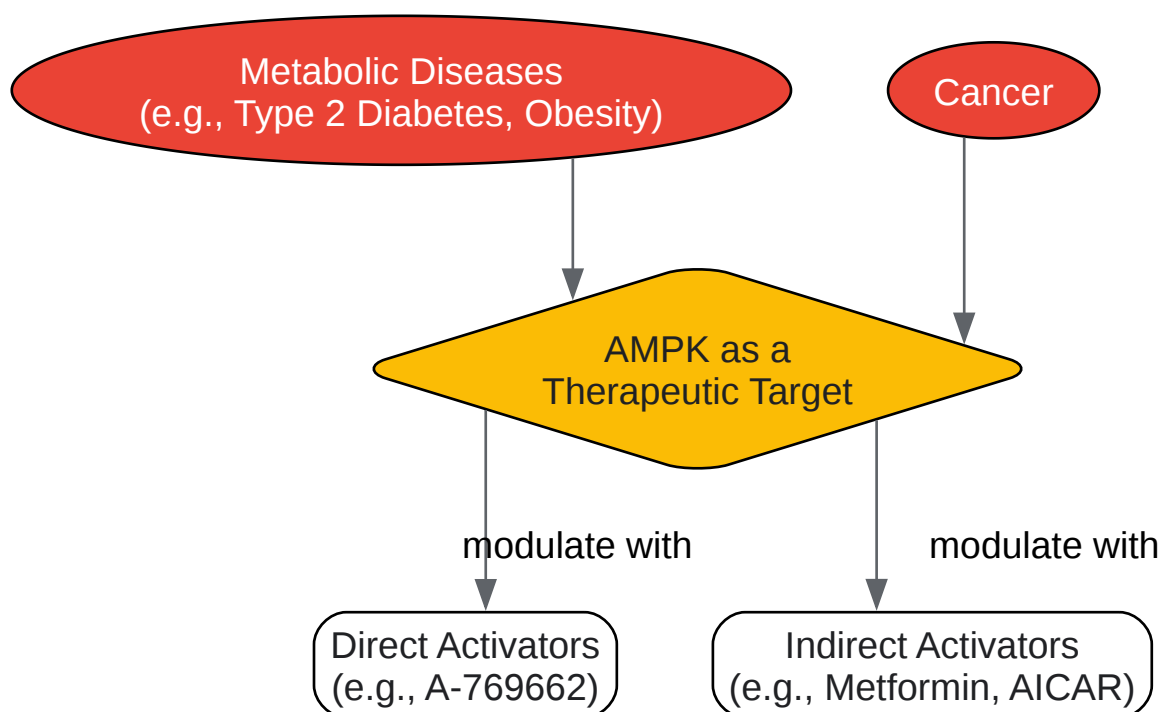 Metabolic Diseases
(e.g., Type 2 Diabetes, Obesity)
Cancer
AMPK as a
Therapeutic Target
modulate with
modulate with
Direct Activators
(e.g., A-769662)
Indirect Activators
(e.g., Metformin, AICAR)